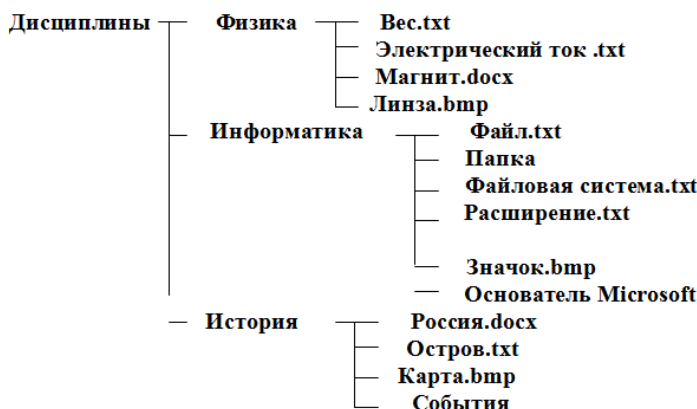 Дисциплины Физика Вес.txt
Электрический ток .txt
Магнит.docx
Линза.bmp
Информатика Файл.txt
Папка
Файловая система.txt
Расширение.txt
Значок.bmp
Основатель Microsoft
История Россия.docx
Остров.txt
Карта.bmp
События